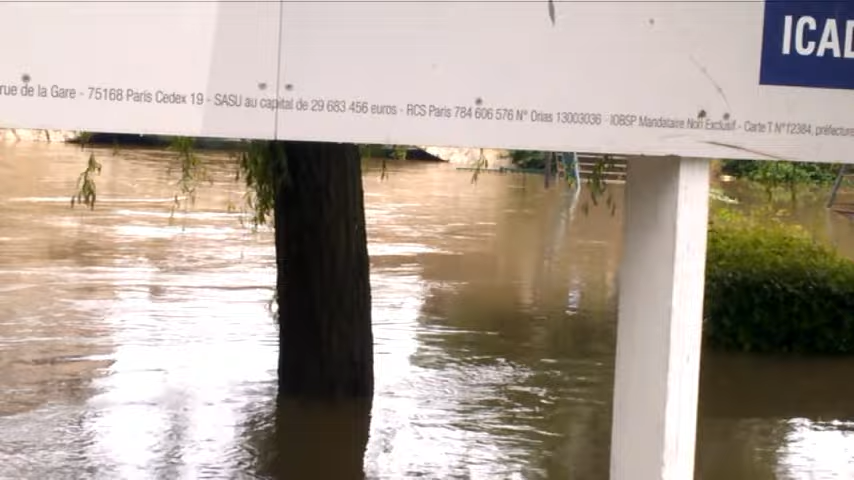 ICAD
rue de la Gare - 75168 Paris Cedex 19 - SASU au capital de 29 683 456 euros - RCS Paris 784 606 576 N° Orias 13003036 - IOBSP Mandataire Non Exclusif - Carte T N°12384, préfecture